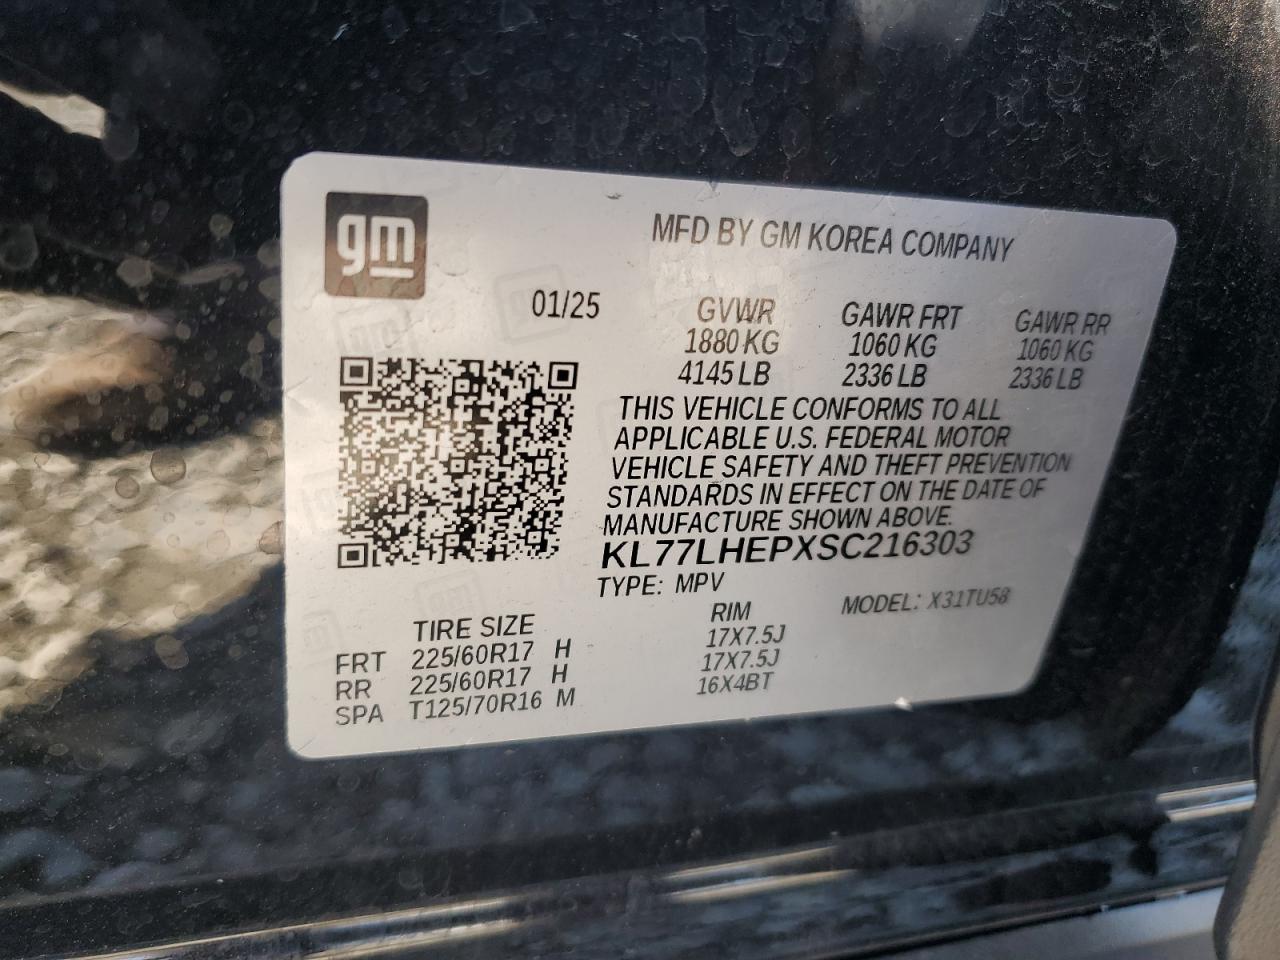 gm
MFD BY GM KOREA COMPANY
01/25 GVWR GAWR FRT GAWR RR
1880 KG 1060 KG 1060 KG
4145 LB 2336 LB 2336 LB
THIS VEHICLE CONFORMS TO ALL
APPLICABLE U.S. FEDERAL MOTOR
VEHICLE SAFETY AND THEFT PREVENTION
STANDARDS IN EFFECT ON THE DATE OF
MANUFACTURE SHOWN ABOVE.
KL77LHEPXSC216303
TYPE: MPV MODEL: X31TU58
TIRE SIZE RIM
FRT 225/60R17 H 17X7.5J
RR 225/60R17 H 17X7.5J
SPA T125/70R16 M 16X4BT